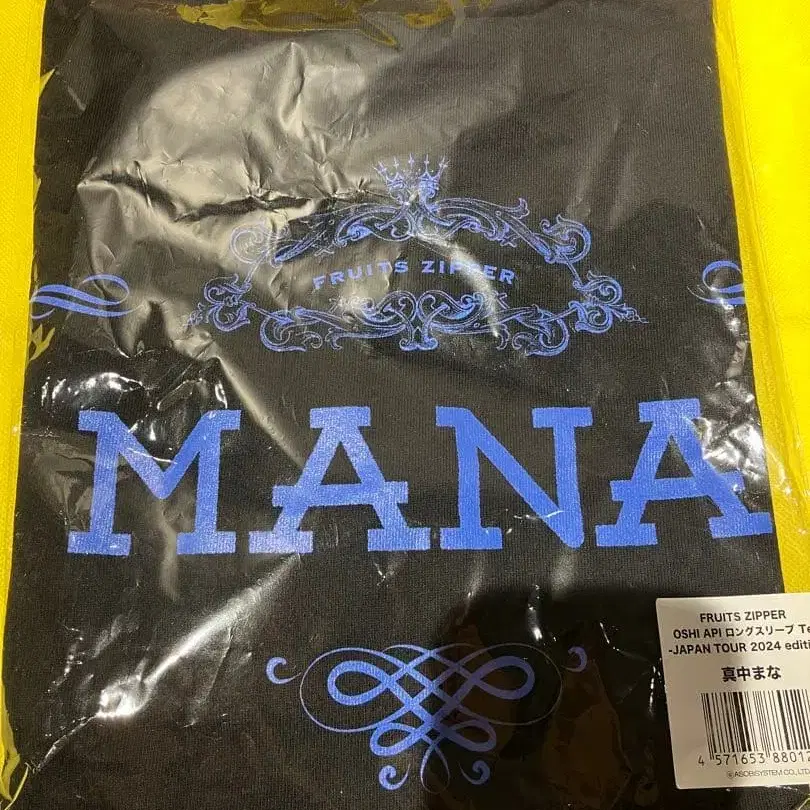 FRUITS ZIPPER
MANA
FRUITS ZIPPER
OSHI API ロングスリーブ Te
-JAPAN TOUR 2024 editi
真中まな
4 571653 88012
©ASOBISYSTEM CO.,LTD